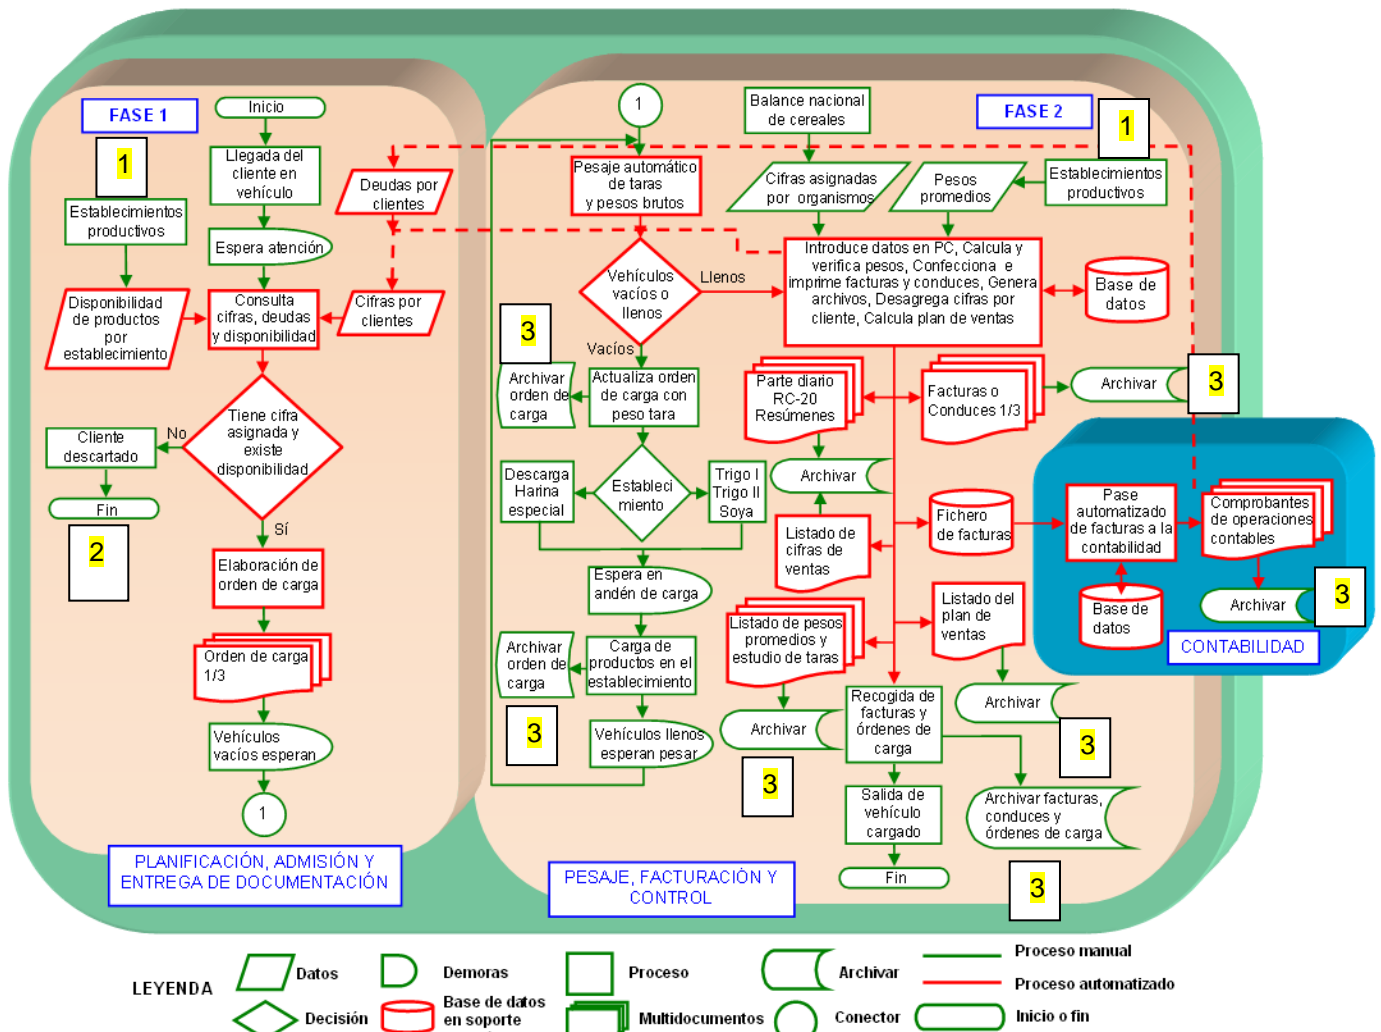 FASE 1
1
Establecimientos
productivos
Disponibilidad
de productos
por
establecimiento
Inicio
Llegada del
cliente en
vehículo
Espera atención
Consulta
cifras, deudas
y disponibilidad
Deudas por
clientes
Cifras por
clientes
Tiene cifra
asignada y
existe
disponibilidad
No
Cliente
descartado
Fin
2
Sí
Elaboración de
orden de carga
Orden de carga
1/3
Vehículos
vacíos esperan
1
PLANIFICACIÓN, ADMISIÓN Y
ENTREGA DE DOCUMENTACIÓN
FASE 2
1
Pesaje automático
de taras
y pesos brutos
Vehículos
vacíos o
llenos
Llenos
Vacíos
3
Archivar
orden de
carga
Actualiza orden
de carga con
peso tara
Descarga
Harina
especial
Estableci
miento
Trigo I
Trigo II
Soya
Espera en
andén de carga
Archivar
orden de
carga
3
Carga de
productos en el
establecimiento
Vehículos llenos
esperan pesar
Balance nacional
de cereales
Cifras asignadas
por organismos
Pesos
promedios
1
Establecimientos
productivos
Introduce datos en PC, Calcula y
verifica pesos, Confecciona e
imprime facturas y conduces, Genera
archivos, Desagrega cifras por
cliente, Calcula plan de ventas
Base de
datos
Parte diario
RC-20
Resúmenes
Archivar
Facturas o
Conduces 1/3
Archivar
3
Listado de
cifras de
ventas
Fichero
de facturas
Listado de pesos
promedios y
estudio de taras
Archivar
3
Listado del
plan de
ventas
Archivar
3
Recogida de
facturas y
órdenes de
carga
Salida de
vehículo
cargado
Fin
Archivar facturas,
conduces y
órdenes de carga
3
PESAJE, FACTURACIÓN Y
CONTROL
Pase
automatizado
de facturas a la
contabilidad
Comprobantes
de operaciones
contables
Base de
datos
Archivar
3
CONTABILIDAD
LEYENDA
Datos
Demoras
Proceso
Archivar
Proceso manual
Proceso automatizado
Decisión
Base de datos
en soporte
Multidocumentos
Conector
Inicio o fin